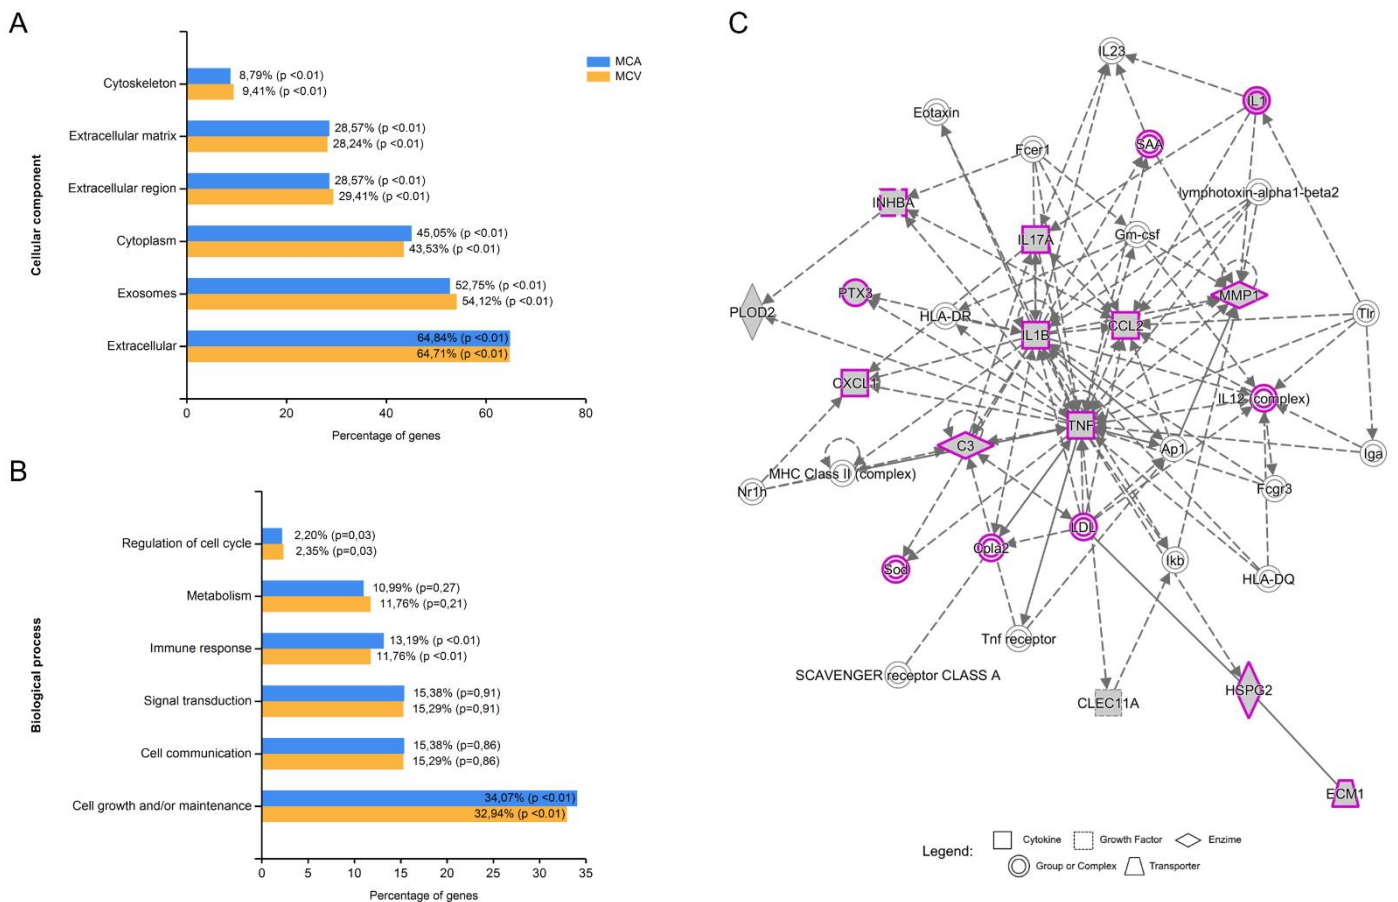 A
MCA
MCV
Cellular component
Cytoskeleton
8,79% (p <0.01)
9,41% (p <0.01)
Extracellular matrix
28,57% (p <0.01)
28,24% (p <0.01)
Extracellular region
28,57% (p <0.01)
29,41% (p <0.01)
Cytoplasm
45,05% (p <0.01)
43,53% (p <0.01)
Exosomes
52,75% (p <0.01)
54,12% (p <0.01)
Extracellular
64,84% (p <0.01)
64,71% (p <0.01)
0 20 40 60 80
Percentage of genes
B
Biological process
Regulation of cell cycle
2,20% (p=0,03)
2,35% (p=0,03)
Metabolism
10,99% (p=0,27)
11,76% (p=0,21)
Immune response
13,19% (p <0.01)
11,76% (p <0.01)
Signal transduction
15,38% (p=0,91)
15,29% (p=0,91)
Cell communication
15,38% (p=0,86)
15,29% (p=0,86)
Cell growth and/or maintenance
34,07% (p <0.01)
32,94% (p <0.01)
0 5 10 15 20 25 30 35
Percentage of genes
C
IL23
IL1
Eotaxin
SAA
Fcer1
lymphotoxin-alpha1-beta2
INHBA
IL17A
Gm-csf
PTX3
MMP1
PLOD2
HLA-DR
Tlr
IL1B
CCL2
CXCL1
IL12 (complex)
TNF
C3
Ap1
Iga
MHC Class II (complex)
Nr1h
Fcgr3
LDL
Cpla2
Sod
Ikb
HLA-DQ
Tnf receptor
SCAVENGER receptor CLASS A
CLEC11A
HSPG2
ECM1
Legend:
Cytokine
Growth Factor
Enzime
Group or Complex
Transporter